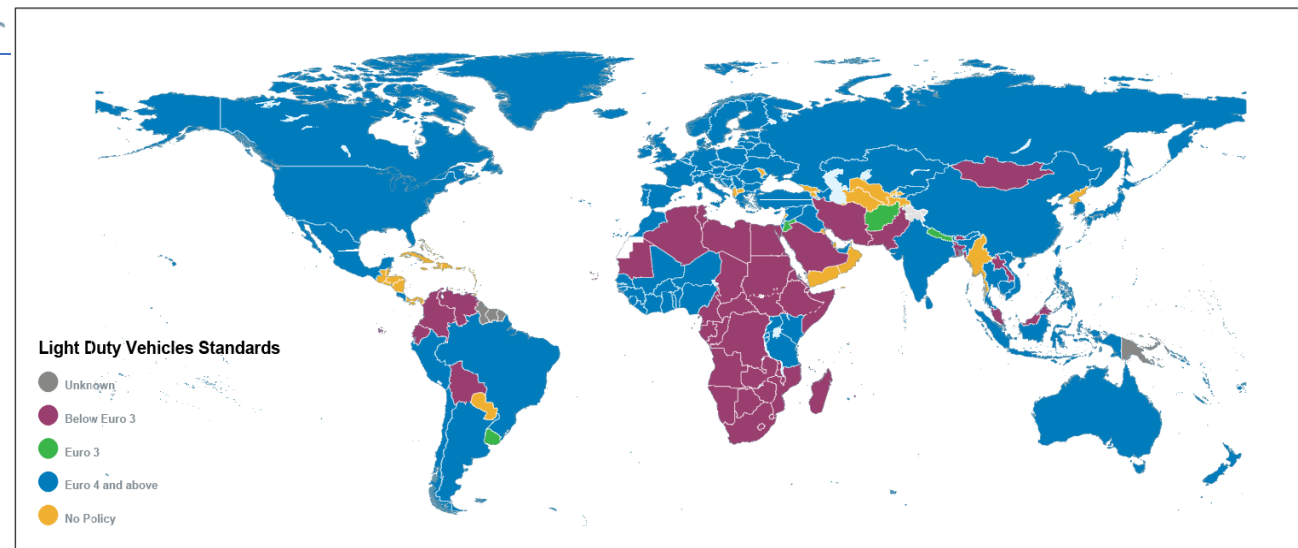 Light Duty Vehicles Standards
Unknown
Below Euro 3
Euro 3
Euro 4 and above
No Policy